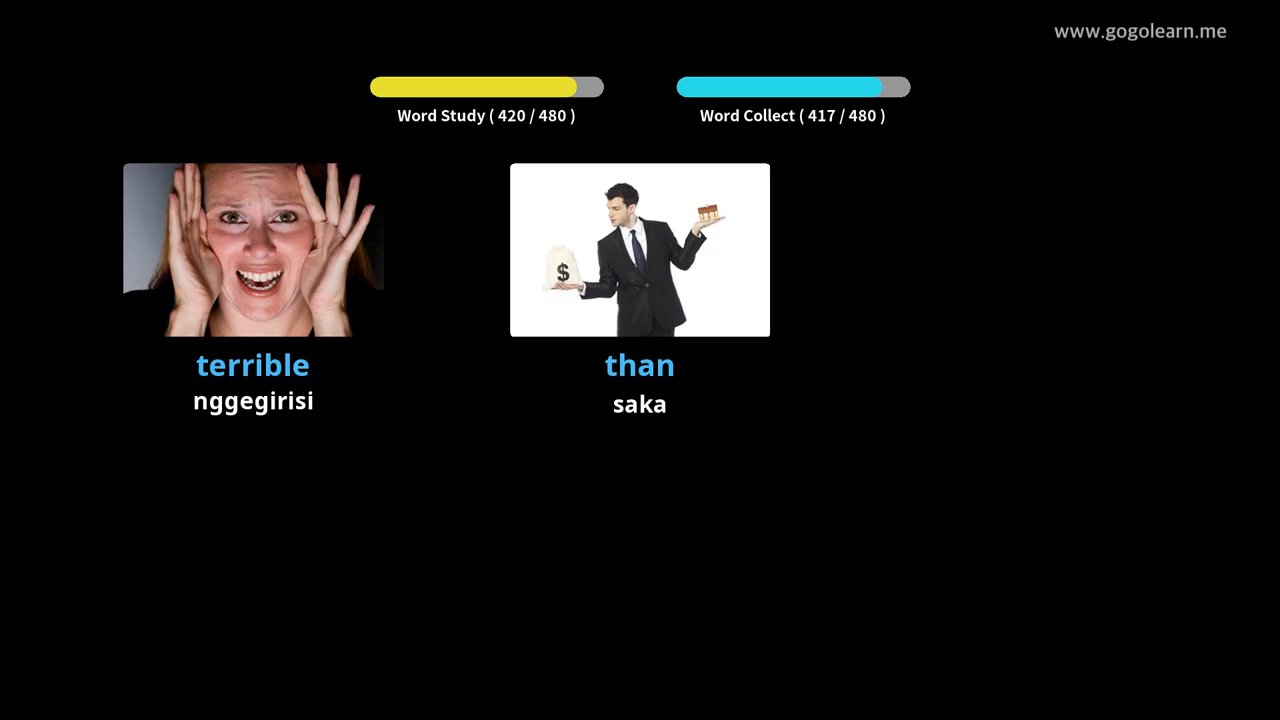 www.gogolearn.me
Word Study ( 420 / 480 )
Word Collect ( 417 / 480 )
$
terrible
nggegirisi
than
saka